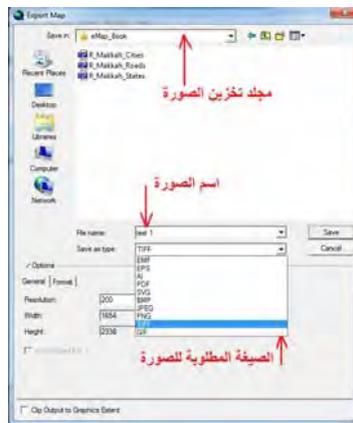 Export Map
Save in: eMap_Book
Recent Places
Desktop
Libraries
Computer
Network
R_Makkah_Cities
R_Makkah_Roads
R_Makkah_States
مجلد تخزين الصورة
اسم الصورة
File name: test 1 Save
Save as type: TIFF Cancel
EMF
EPS
AI
PDF
SVG
BMP
JPEG
PNG
TIFF
GIF
Options
General Format
Resolution: 200
Width: 1654
Height: 2338
الصيغة المطلوبة للصورة
Clip Output to Graphics Extent